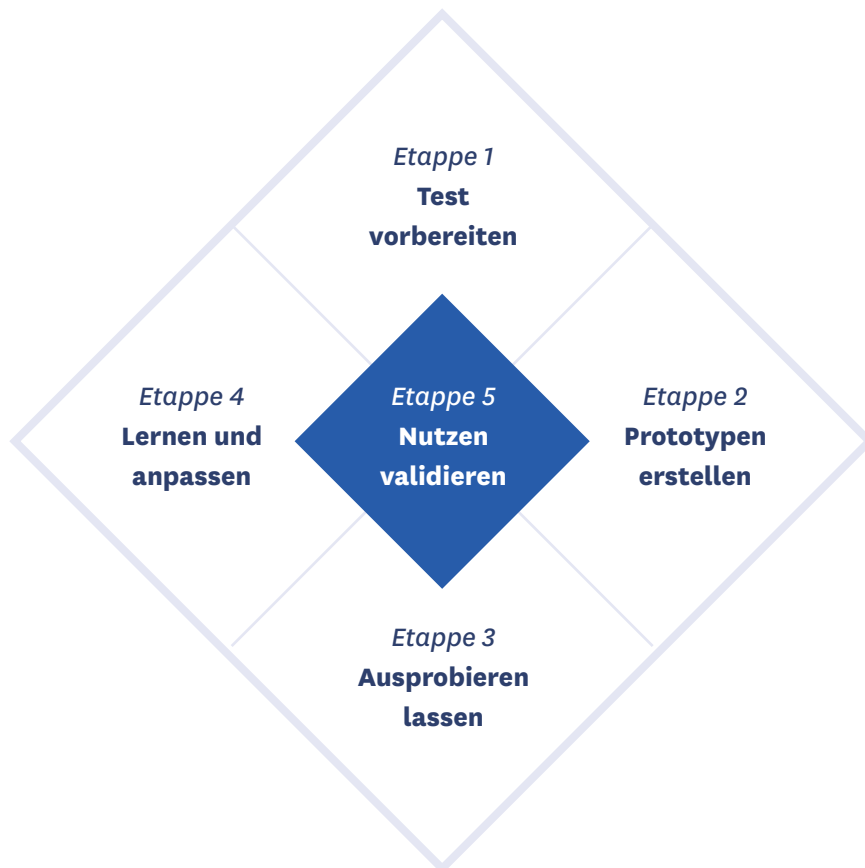 Etappe 1
Test
vorbereiten
Etappe 4
Lernen und
anpassen
Etappe 5
Nutzen
validieren
Etappe 2
Prototypen
erstellen
Etappe 3
Ausprobieren
lassen